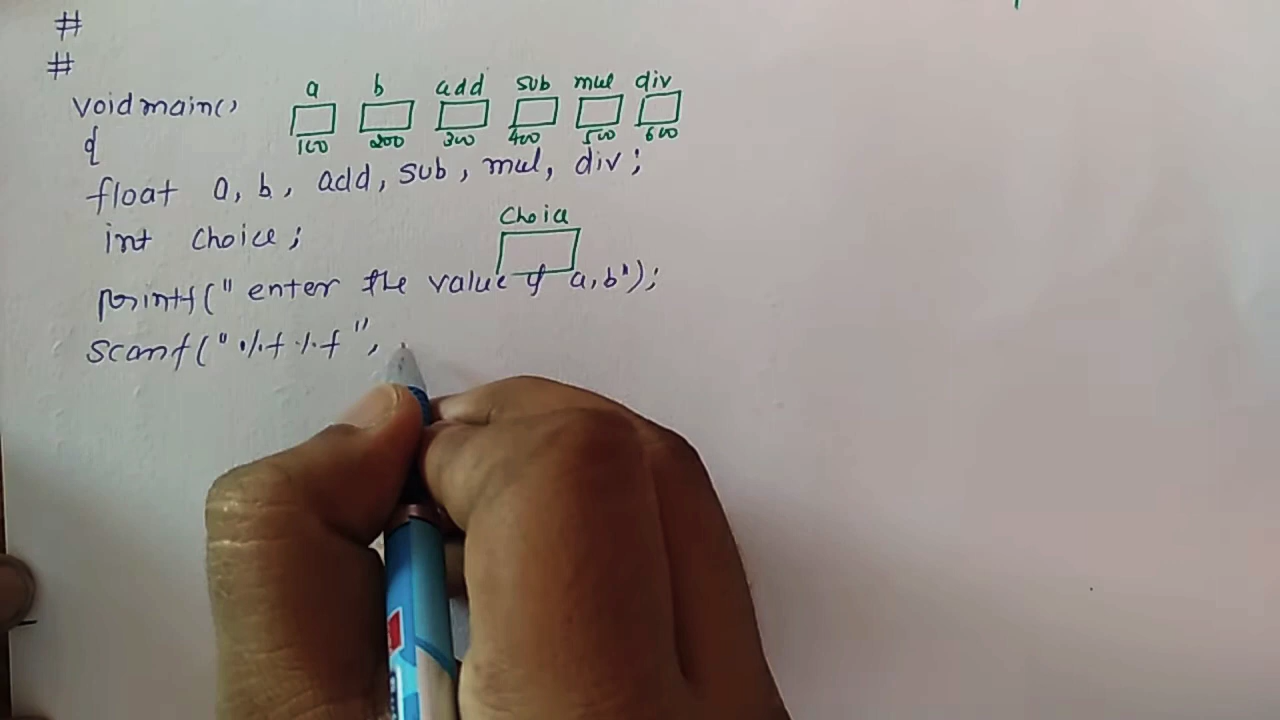 #
#
void main()
a b add sub mul div
{
100 200 300 400 500 600
float a, b, add, sub, mul, div;
int choice;
Choice
printf("enter the value of a,b");
scanf("%f%f",